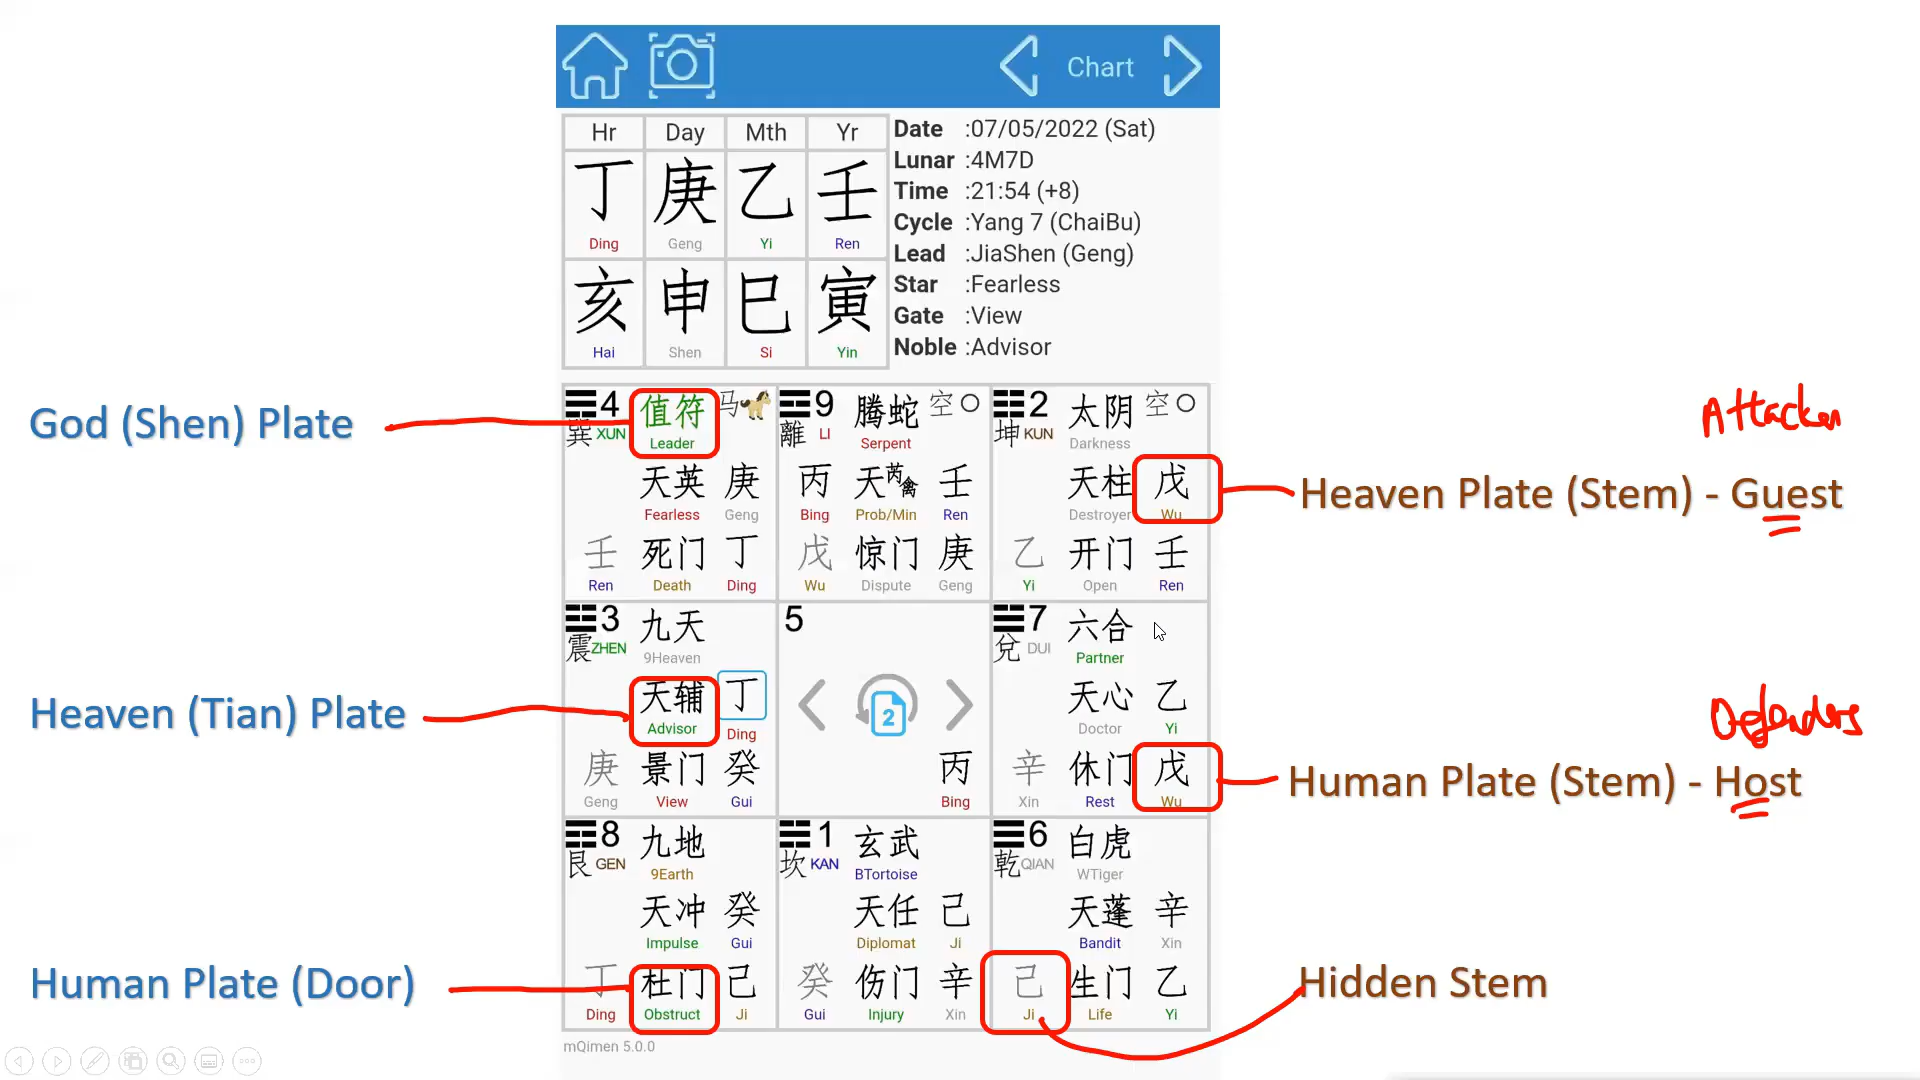 Chart
Hr Day Mth Yr
丁 庚 乙 壬
Ding Geng Yi Ren
亥 申 巳 寅
Hai Shen Si Yin
Date :07/05/2022 (Sat)
Lunar :4M7D
Time :21:54 (+8)
Cycle :Yang 7 (ChaiBu)
Lead :JiaShen (Geng)
Star :Fearless
Gate :View
Noble :Advisor
God (Shen) Plate
Heaven (Tian) Plate
Human Plate (Door)
4 值符 马
巽 XUN Leader
天英 庚
Fearless Geng
壬 死门 丁
Ren Death Ding
9 腾蛇 空
離 LI Serpent
丙 天芮禽 壬
Bing Prob/Min Ren
戊 惊门 庚
Wu Dispute Geng
2 太阴 空
坤 KUN Darkness
天柱 戊
Destroyer Wu
乙 开门 壬
Yi Open Ren
3 九天
震 ZHEN 9Heaven
天辅 丁
Advisor Ding
庚 景门 癸
Geng View Gui
5
2
丙
Bing
7 六合
兌 DUI Partner
天心 乙
Doctor Yi
辛 休门 戊
Xin Rest Wu
8 九地
艮 GEN 9Earth
天冲 癸
Impulse Gui
丁 杜门 己
Ding Obstruct Ji
1 玄武
坎 KAN BTortoise
天任 己
Diplomat Ji
癸 伤门 辛
Gui Injury Xin
6 白虎
乾 QIAN WTiger
天蓬 辛
Bandit Xin
己 生门 乙
Ji Life Yi
mQimen 5.0.0
Attacker
Heaven Plate (Stem) - Guest
Defenders
Human Plate (Stem) - Host
Hidden Stem